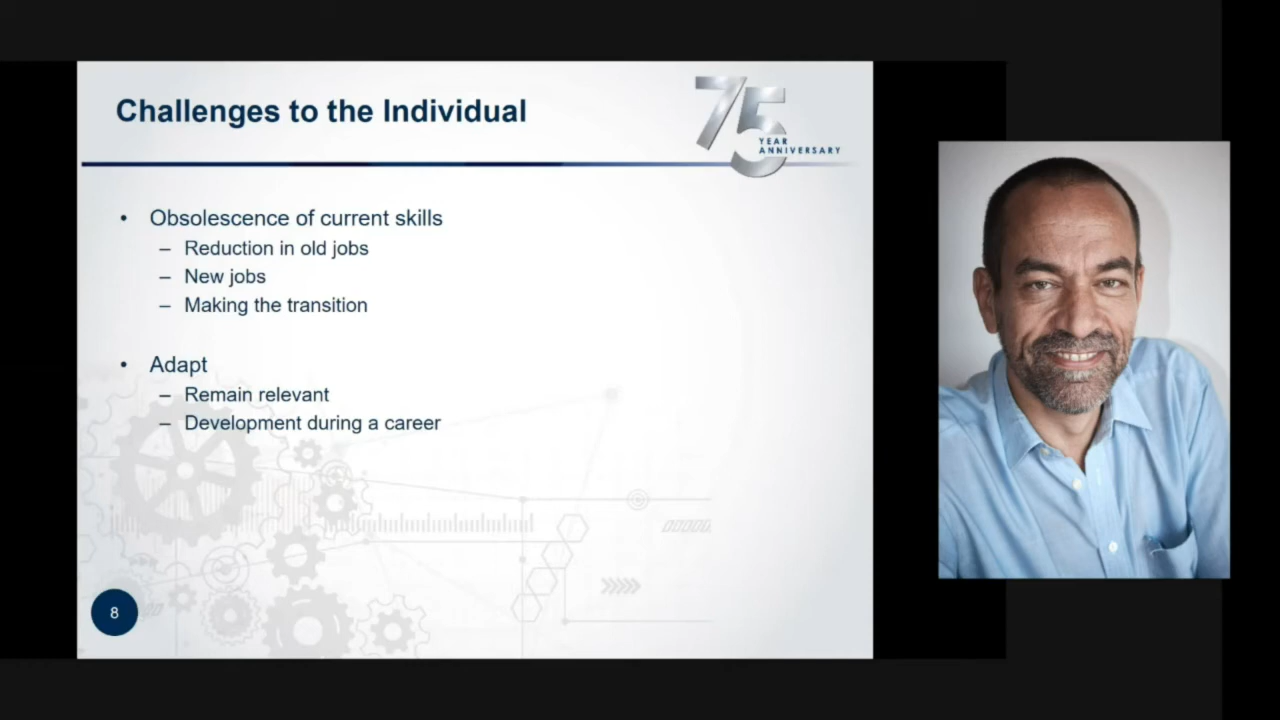 Challenges to the Individual
75
YEAR
ANNIVERSARY
• Obsolescence of current skills
– Reduction in old jobs
– New jobs
– Making the transition
• Adapt
– Remain relevant
– Development during a career
8